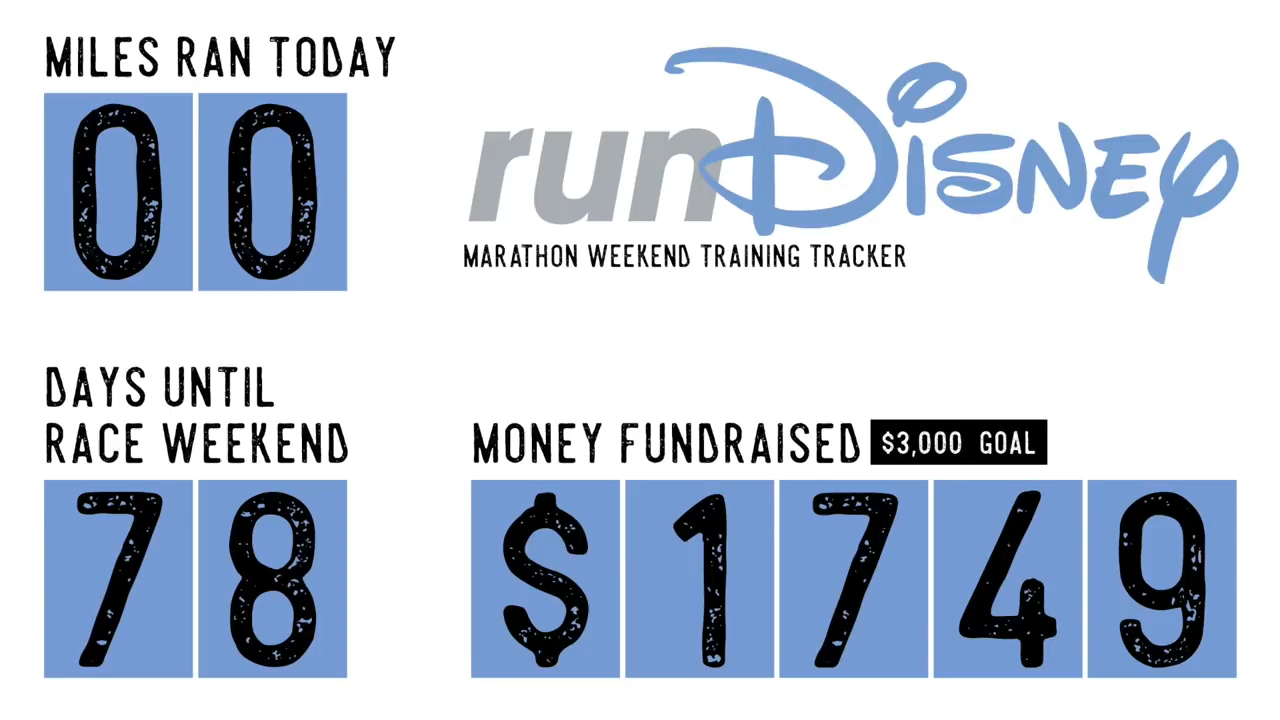 MILES RAN TODAY
00
runDisney
MARATHON WEEKEND TRAINING TRACKER
DAYS UNTIL
RACE WEEKEND
78
MONEY FUNDRAISED $3,000 GOAL
$1749